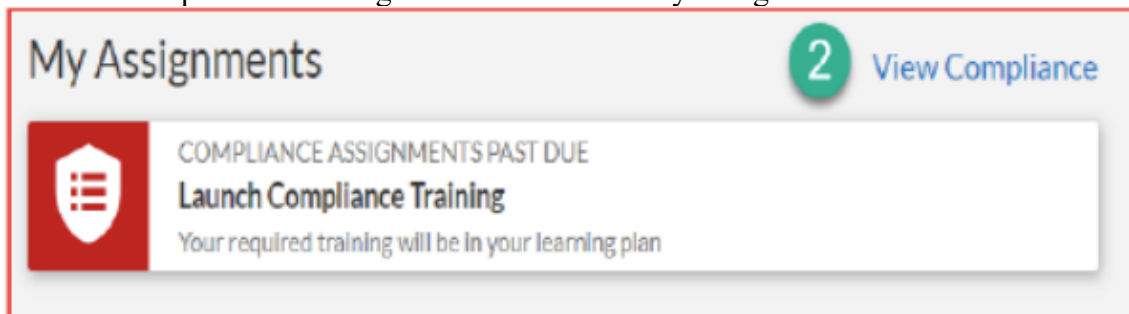 My Assignments
2 View Compliance
COMPLIANCE ASSIGNMENTS PAST DUE
Launch Compliance Training
Your required training will be in your learning plan